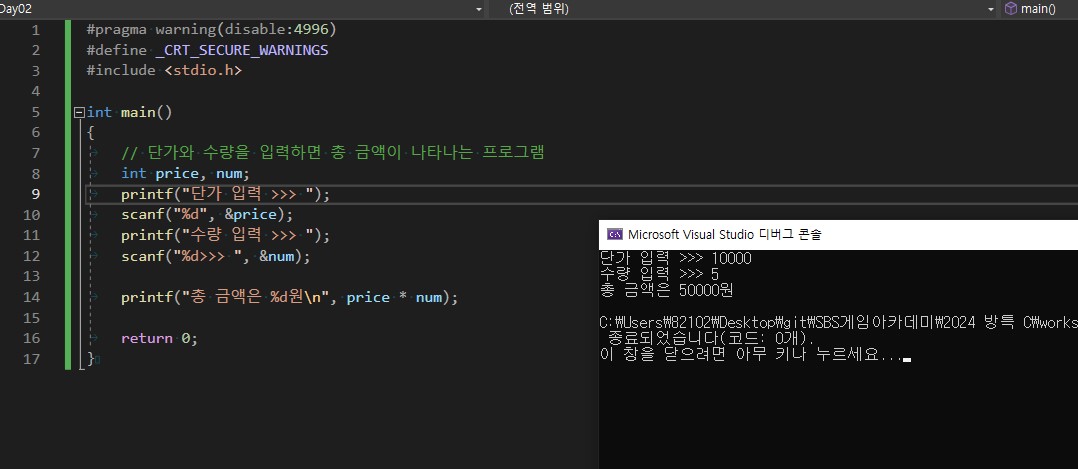 Day02 (전역 범위) main()
1 #pragma warning(disable:4996)
2 #define _CRT_SECURE_WARNINGS
3 #include <stdio.h>
4
5 int main()
6 {
7 // 단가와 수량을 입력하면 총 금액이 나타나는 프로그램
8 int price, num;
9 printf("단가 입력 >>> ");
10 scanf("%d", &price);
11 printf("수량 입력 >>> ");
12 scanf("%d>>> ", &num);
13
14 printf("총 금액은 %d원\n", price * num);
15
16 return 0;
17 }
Microsoft Visual Studio 디버그 콘솔
단가 입력 >>> 10000
수량 입력 >>> 5
총 금액은 50000원
C:₩Users₩82102₩Desktop₩git₩SBS게임아카데미₩2024 방특 C₩works
종료되었습니다(코드: 0개).
이 창을 닫으려면 아무 키나 누르세요...